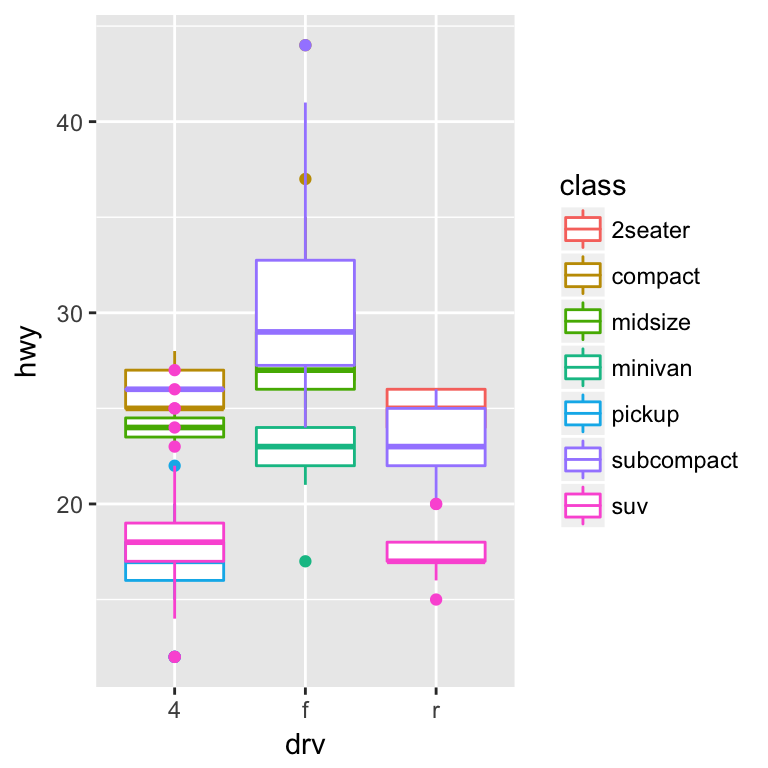 hwy
40
30
20
4 f r
drv
class
2seater
compact
midsize
minivan
pickup
subcompact
suv